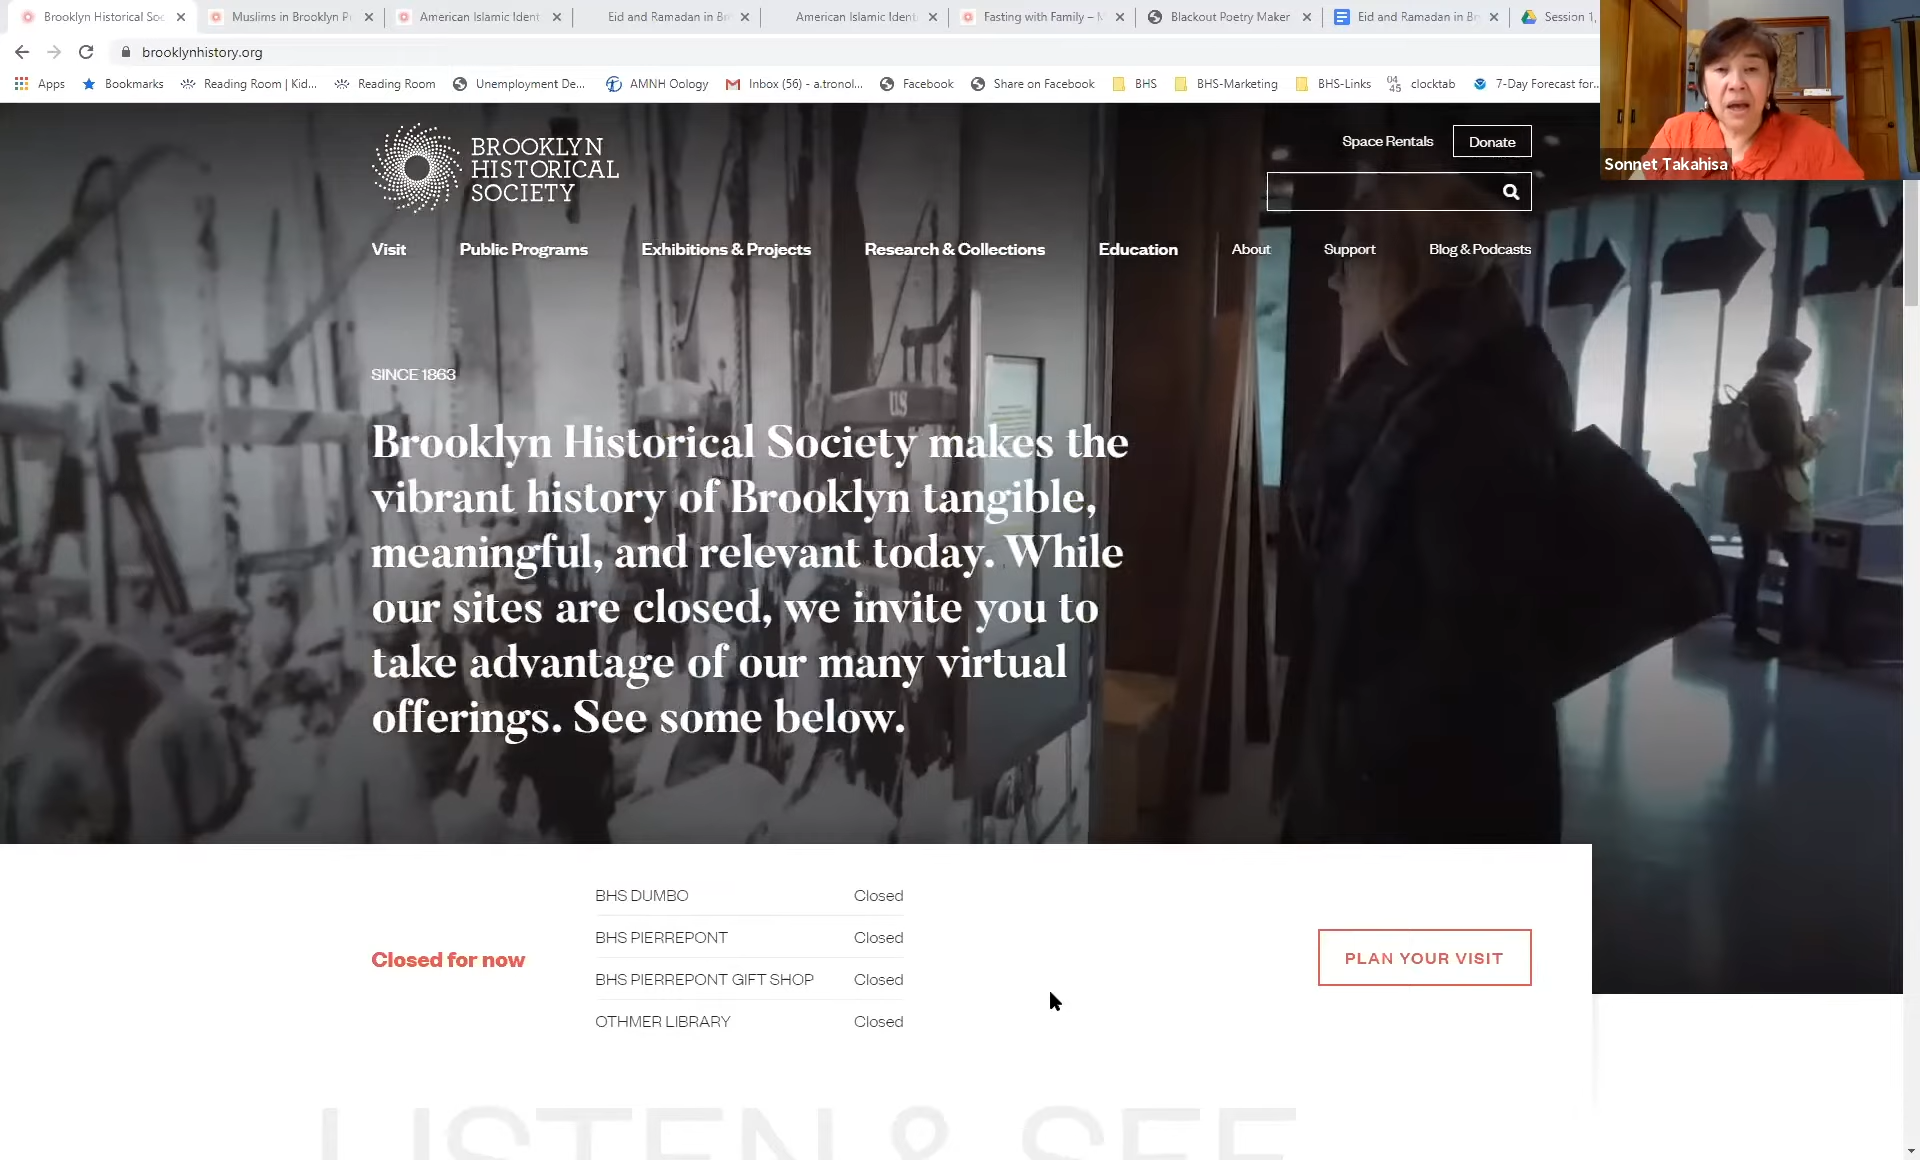 Brooklyn Historical Soc
Muslims in Brooklyn P
American Islamic Ident
Eid and Ramadan in Br
American Islamic Ident
Fasting with Family –
Blackout Poetry Maker
Eid and Ramadan in Br
Session 1,
brooklynhistory.org
Apps
Bookmarks
Reading Room | Kid...
Reading Room
Unemployment De...
AMNH Oology
Inbox (56) - a.tronol...
Facebook
Share on Facebook
BHS
BHS-Marketing
BHS-Links
04
45
clocktab
7-Day Forecast for...
Sonnet Takahisa
BROOKLYN
HISTORICAL
SOCIETY
Space Rentals
Donate
Visit
Public Programs
Exhibitions & Projects
Research & Collections
Education
About
Support
Blog & Podcasts
US
SINCE 1863
Brooklyn Historical Society makes the
vibrant history of Brooklyn tangible,
meaningful, and relevant today. While
our sites are closed, we invite you to
take advantage of our many virtual
offerings. See some below.
Closed for now
BHS DUMBO Closed
BHS PIERREPONT Closed
BHS PIERREPONT GIFT SHOP Closed
OTHMER LIBRARY Closed
PLAN YOUR VISIT
LISTEN & SEE